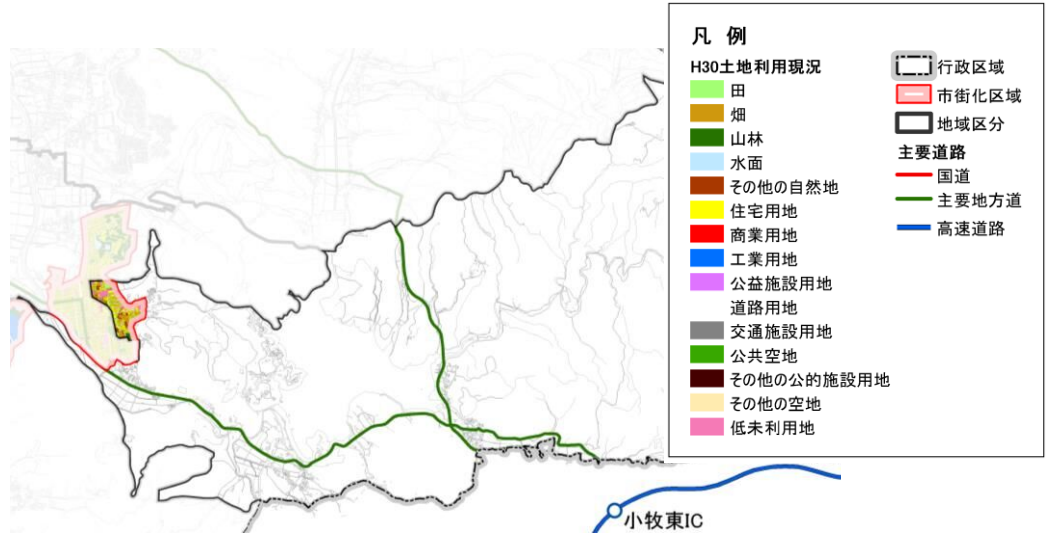 凡 例
H30土地利用現況
田
畑
山林
水面
その他の自然地
住宅用地
商業用地
工業用地
公益施設用地
道路用地
交通施設用地
公共空地
その他の公的施設用地
その他の空地
低未利用地
行政区域
市街化区域
地域区分
主要道路
国道
主要地方道
高速道路
小牧東IC